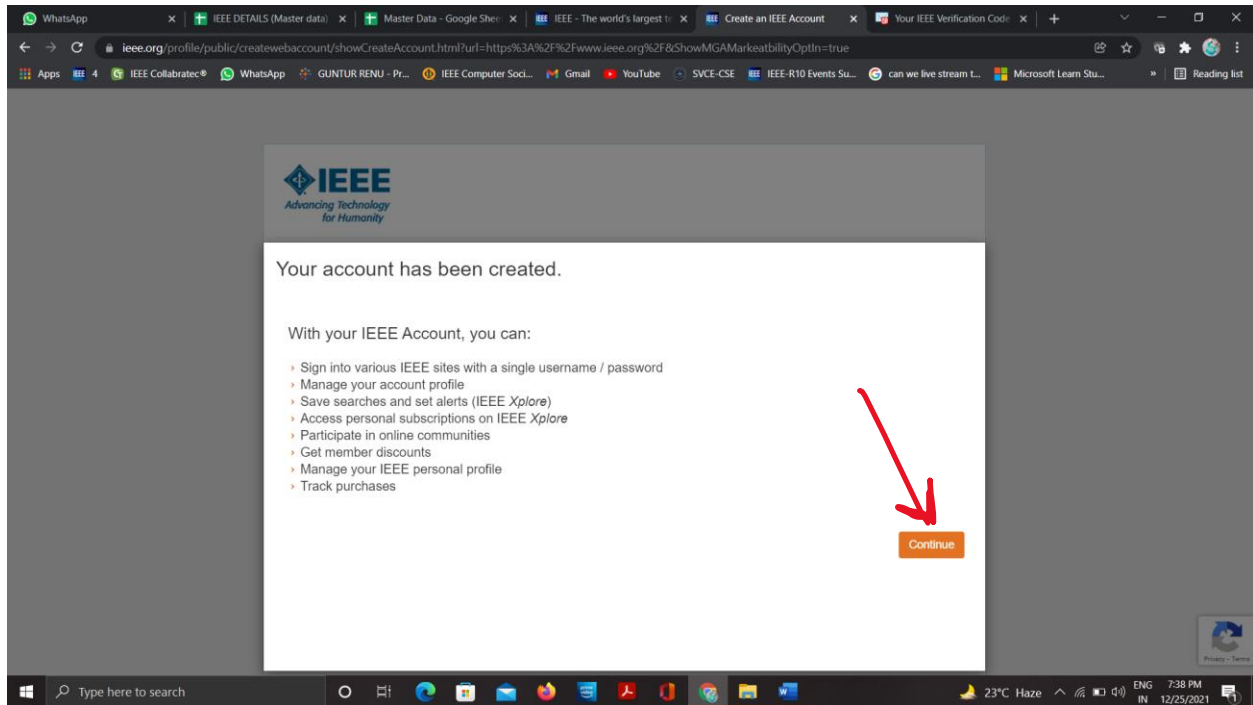 WhatsApp
IEEE DETAILS (Master data)
Master Data - Google Shee
IEEE - The world's largest te
Create an IEEE Account
Your IEEE Verification Code
ieee.org/profile/public/createwebaccount/showCreateAccount.html?url=https%3A%2F%2Fwww.ieee.org%2F&ShowMGAMarkeatbilityOptIn=true
Apps
4
IEEE Collabratec®
WhatsApp
GUNTUR RENU - Pr...
IEEE Computer Soci...
Gmail
YouTube
SVCE-CSE
IEEE-R10 Events Su...
can we live stream t...
Microsoft Learn Stu...
»
Reading list
IEEE
Advancing Technology
for Humanity
Your account has been created.
With your IEEE Account, you can:
› Sign into various IEEE sites with a single username / password
› Manage your account profile
› Save searches and set alerts (IEEE Xplore)
› Access personal subscriptions on IEEE Xplore
› Participate in online communities
› Get member discounts
› Manage your IEEE personal profile
› Track purchases
Continue
Privacy - Terms
Type here to search
23°C Haze
ENG
IN
7:38 PM
12/25/2021